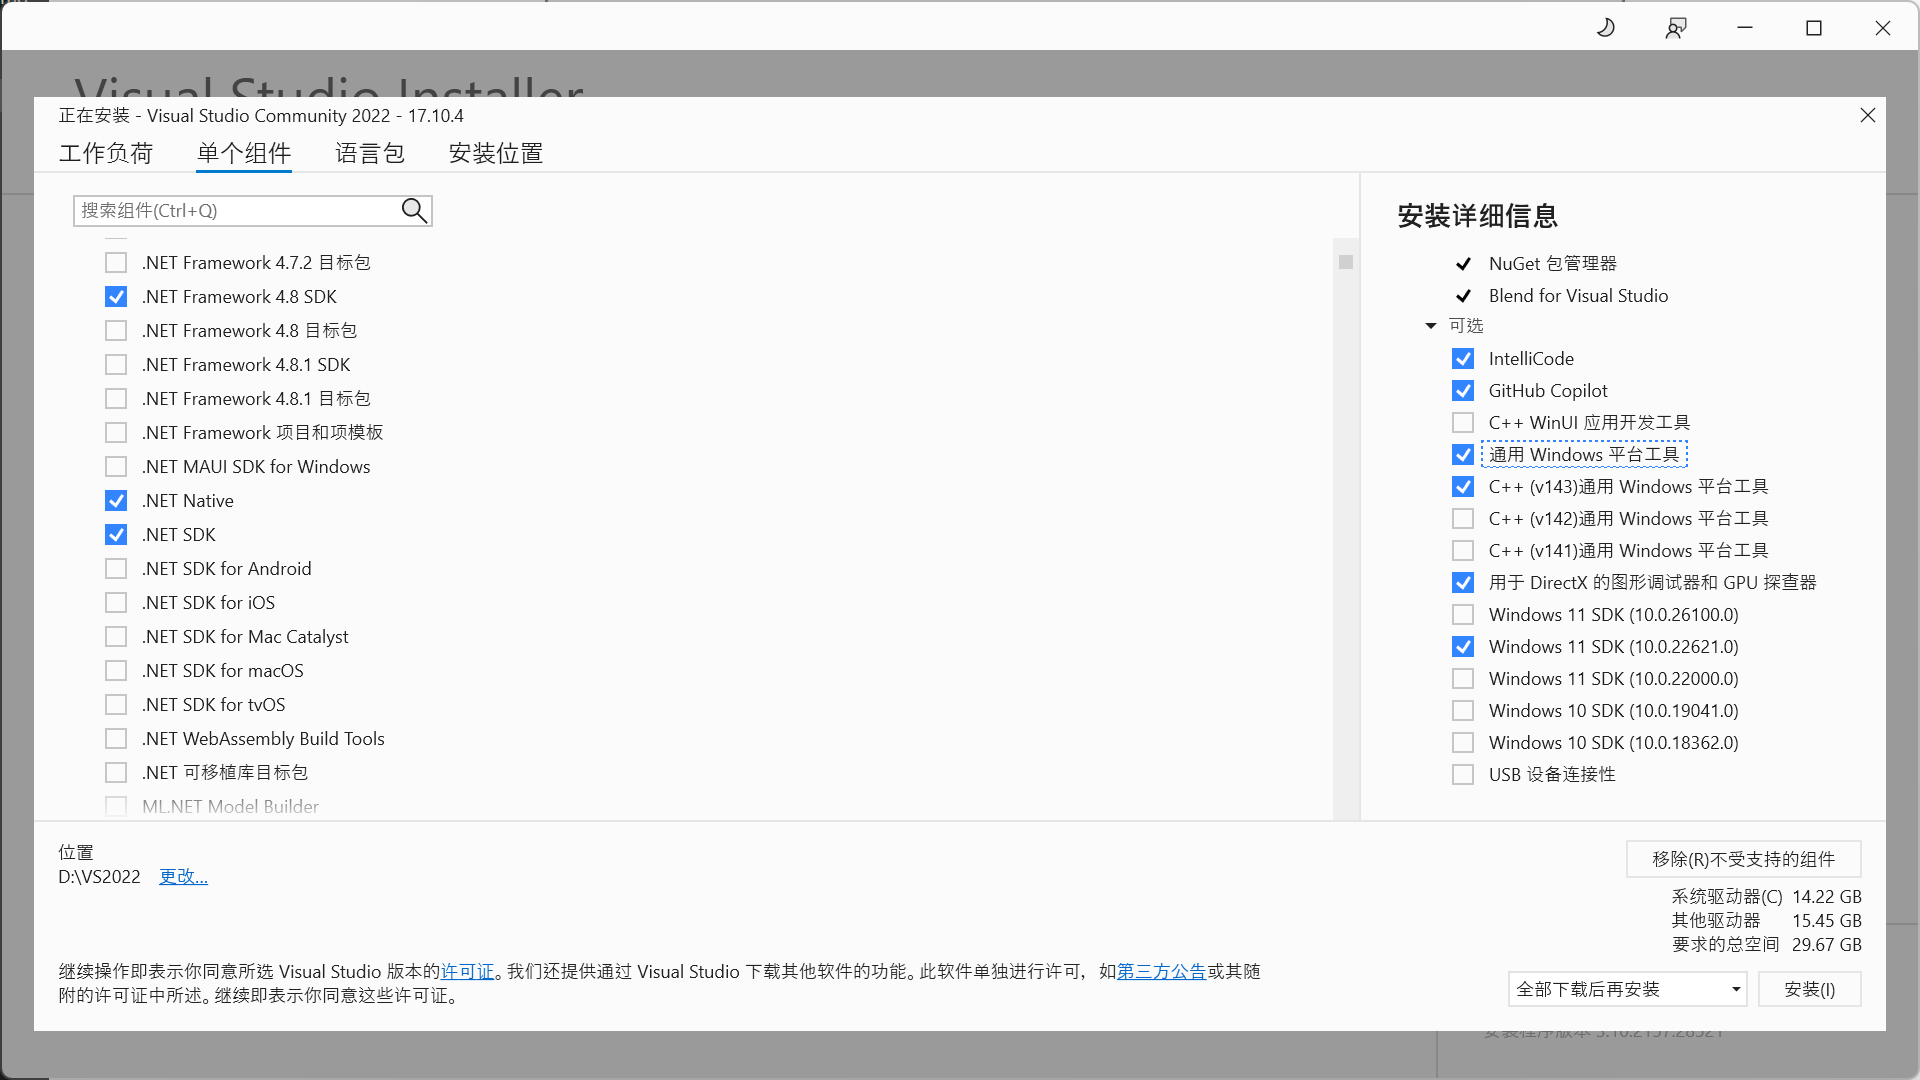 Visual Studio Installer
正在安装 - Visual Studio Community 2022 - 17.10.4
工作负荷 单个组件 语言包 安装位置
搜索组件(Ctrl+Q)
.NET Framework 4.7.2 目标包
.NET Framework 4.8 SDK
.NET Framework 4.8 目标包
.NET Framework 4.8.1 SDK
.NET Framework 4.8.1 目标包
.NET Framework 项目和项模板
.NET MAUI SDK for Windows
.NET Native
.NET SDK
.NET SDK for Android
.NET SDK for iOS
.NET SDK for Mac Catalyst
.NET SDK for macOS
.NET SDK for tvOS
.NET WebAssembly Build Tools
.NET 可移植库目标包
ML.NET Model Builder
安装详细信息
NuGet 包管理器
Blend for Visual Studio
可选
IntelliCode
GitHub Copilot
C++ WinUI 应用开发工具
通用 Windows 平台工具
C++ (v143)通用 Windows 平台工具
C++ (v142)通用 Windows 平台工具
C++ (v141)通用 Windows 平台工具
用于 DirectX 的图形调试器和 GPU 探查器
Windows 11 SDK (10.0.26100.0)
Windows 11 SDK (10.0.22621.0)
Windows 11 SDK (10.0.22000.0)
Windows 10 SDK (10.0.19041.0)
Windows 10 SDK (10.0.18362.0)
USB 设备连接性
位置
D:\VS2022 更改...
移除(R)不受支持的组件
系统驱动器(C) 14.22 GB
其他驱动器 15.45 GB
要求的总空间 29.67 GB
继续操作即表示你同意所选 Visual Studio 版本的许可证。我们还提供通过 Visual Studio 下载其他软件的功能。此软件单独进行许可，如第三方公告或其随
附的许可证中所述。继续即表示你同意这些许可证。
全部下载后再安装 安装(I)